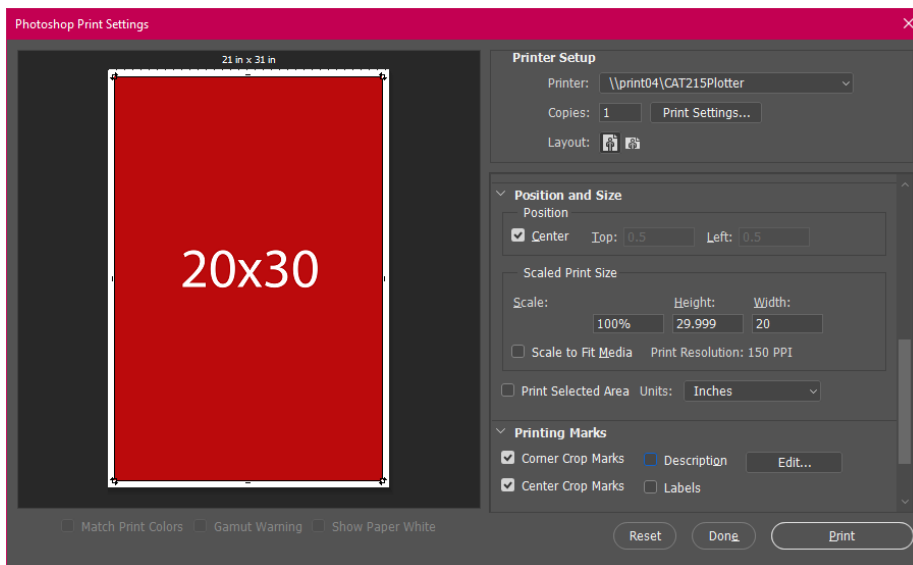 Photoshop Print Settings
21 in x 31 in
20x30
Match Print Colors Gamut Warning Show Paper White
Printer Setup
Printer: \\print04\CAT215Plotter
Copies: 1 Print Settings...
Layout:
Position and Size
Position
Center Top: 0.5 Left: 0.5
Scaled Print Size
Scale: Height: Width:
100% 29.999 20
Scale to Fit Media Print Resolution: 150 PPI
Print Selected Area Units: Inches
Printing Marks
Corner Crop Marks Description Edit...
Center Crop Marks Labels
Reset Done Print